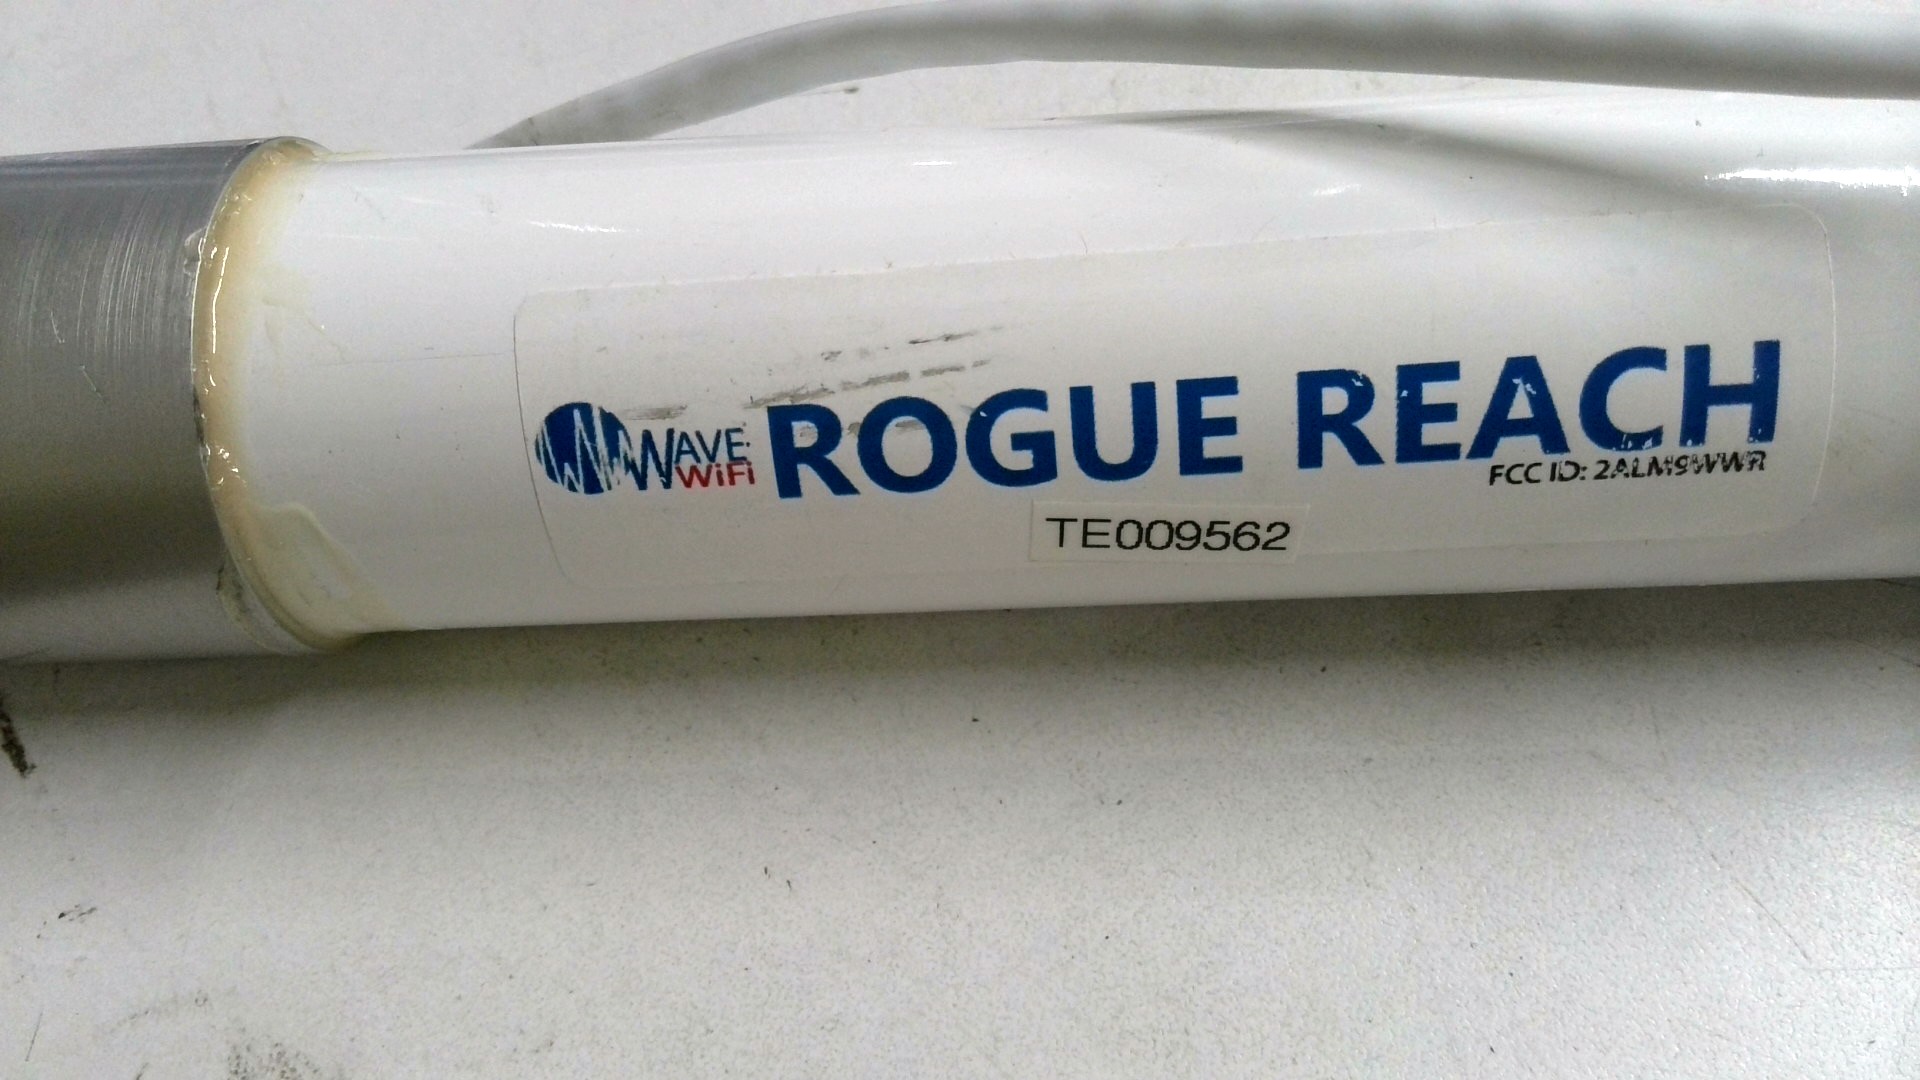 WAVE WiFi ROGUE REACH
FCC ID: 2ALM9WWR
TE009562